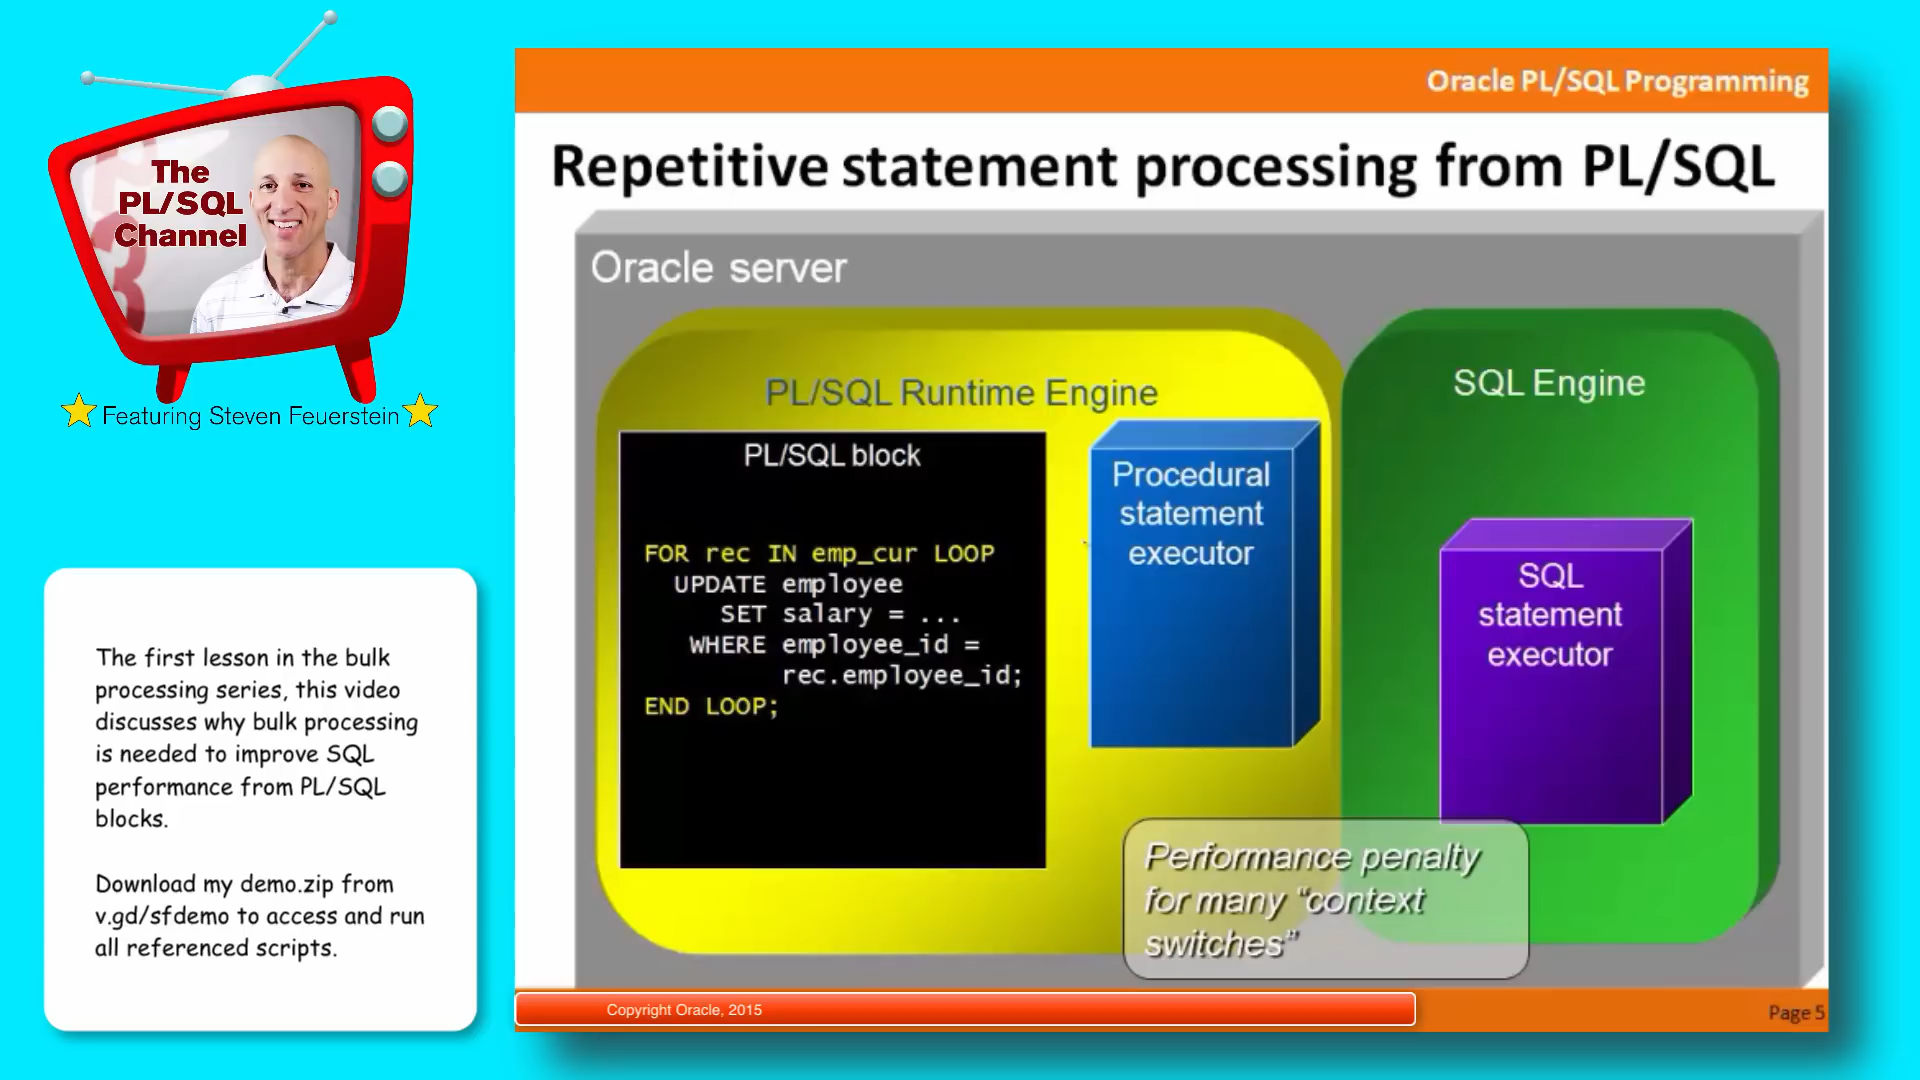 The
PL/SQL
Channel
Featuring Steven Feuerstein
The first lesson in the bulk
processing series, this video
discusses why bulk processing
is needed to improve SQL
performance from PL/SQL
blocks.
Download my demo.zip from
v.gd/sfdemo to access and run
all referenced scripts.
Oracle PL/SQL Programming
Repetitive statement processing from PL/SQL
Oracle server
PL/SQL Runtime Engine
PL/SQL block
FOR rec IN emp_cur LOOP
UPDATE employee
SET salary = ...
WHERE employee_id =
rec.employee_id;
END LOOP;
Procedural
statement
executor
SQL Engine
SQL
statement
executor
Performance penalty
for many “context
switches”
Copyright Oracle, 2015
Page 5